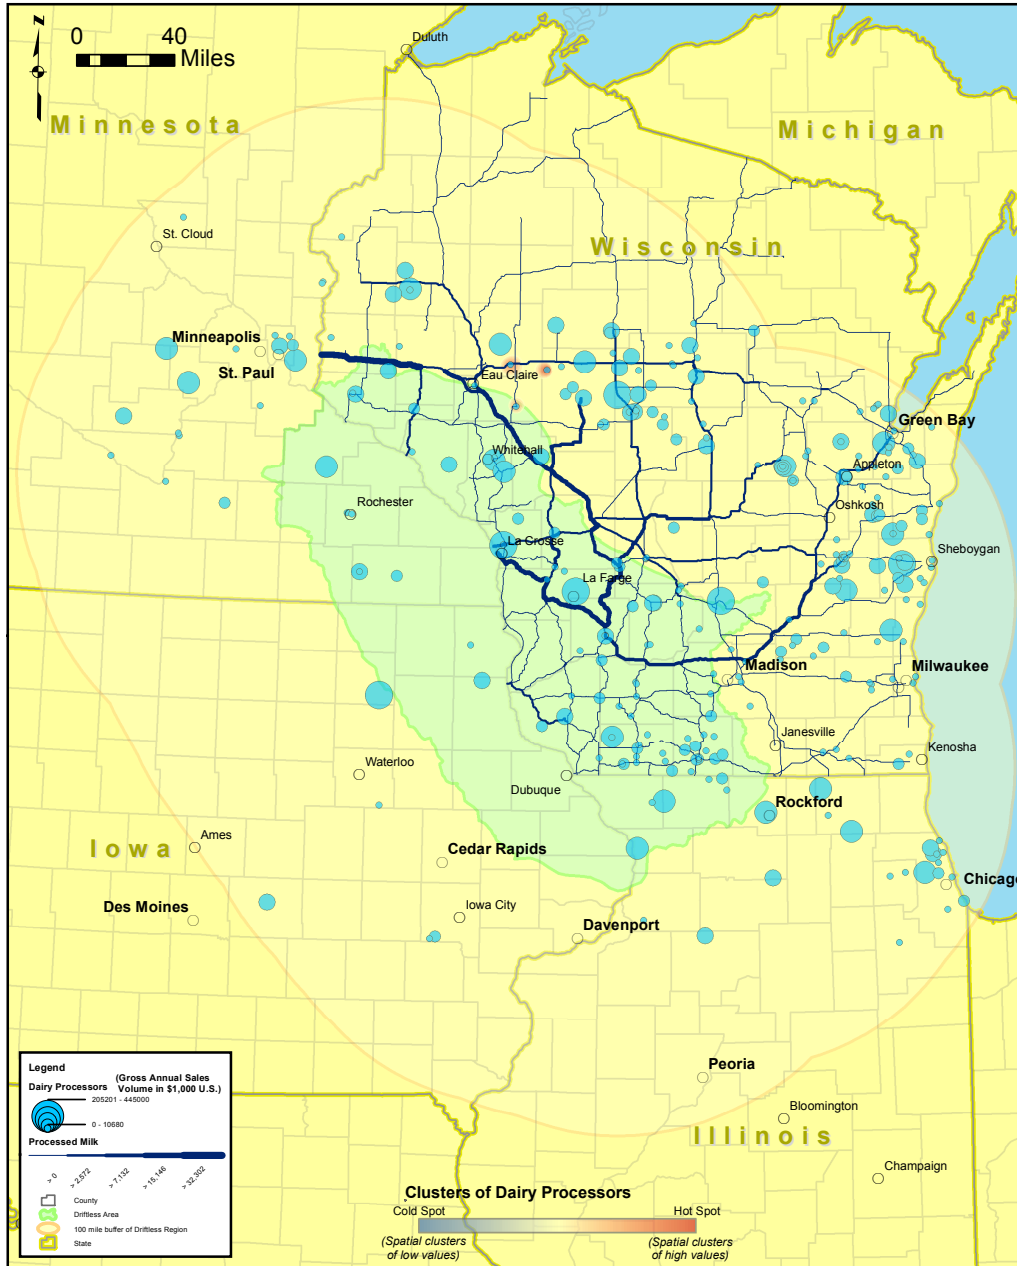 N
0 40
Miles
Duluth
Minnesota
Michigan
St. Cloud
Wisconsin
Minneapolis
St. Paul
Eau Claire
Green Bay
Whitehall
Appleton
Rochester
Oshkosh
La Crosse
Sheboygan
La Farge
Madison
Milwaukee
Janesville
Kenosha
Waterloo
Dubuque
Rockford
Ames
Iowa
Cedar Rapids
Chicago
Des Moines
Iowa City
Davenport
Peoria
Bloomington
Illinois
Champaign
Legend
Dairy Processors (Gross Annual Sales Volume in $1,000 U.S.)
205201 - 445000
0 - 10680
Processed Milk
> 0 > 2,572 > 7,132 > 15,146 > 32,302
County
Driftless Area
100 mile buffer of Driftless Region
State
Clusters of Dairy Processors
Cold Spot Hot Spot
(Spatial clusters of low values) (Spatial clusters of high values)